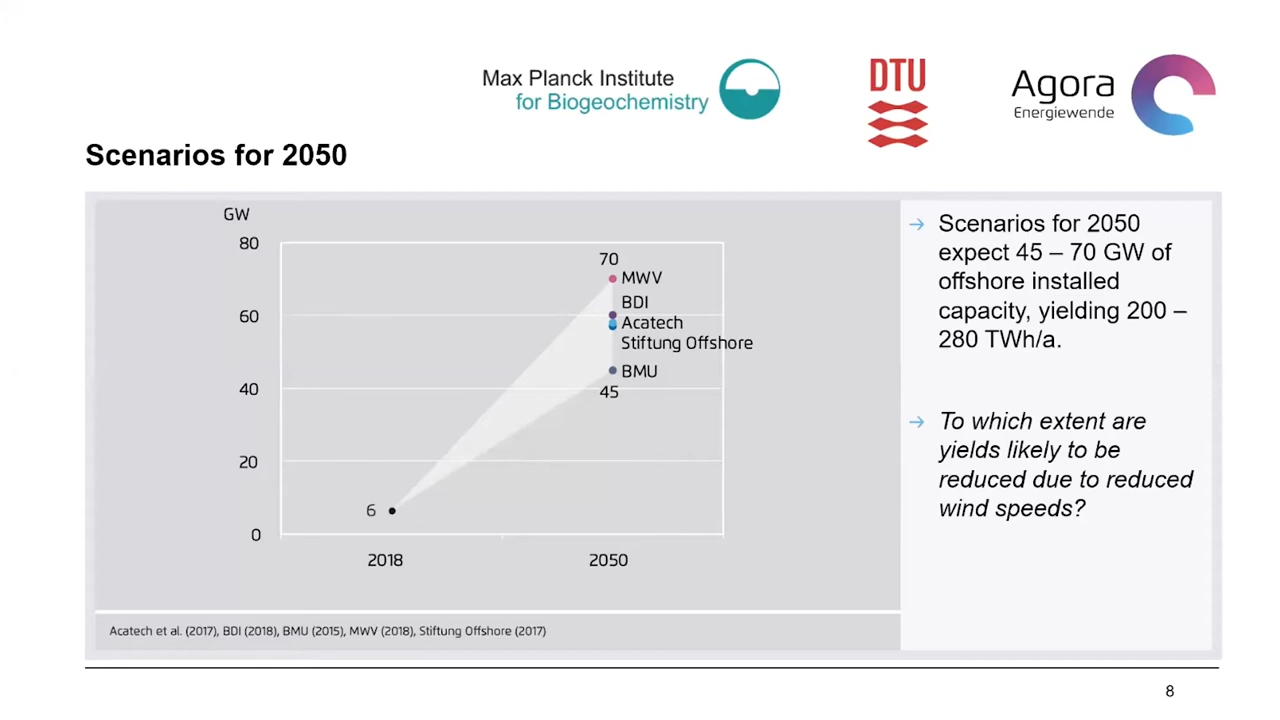 Max Planck Institute
for Biogeochemistry
DTU
Agora
Energiewende
Scenarios for 2050
GW
80
60
40
20
0
70
MWV
BDI
Acatech
Stiftung Offshore
BMU
45
6
2018
2050
Acatech et al. (2017), BDI (2018), BMU (2015), MWV (2018), Stiftung Offshore (2017)
→ Scenarios for 2050
expect 45 – 70 GW of
offshore installed
capacity, yielding 200 –
280 TWh/a.
→ To which extent are
yields likely to be
reduced due to reduced
wind speeds?
8